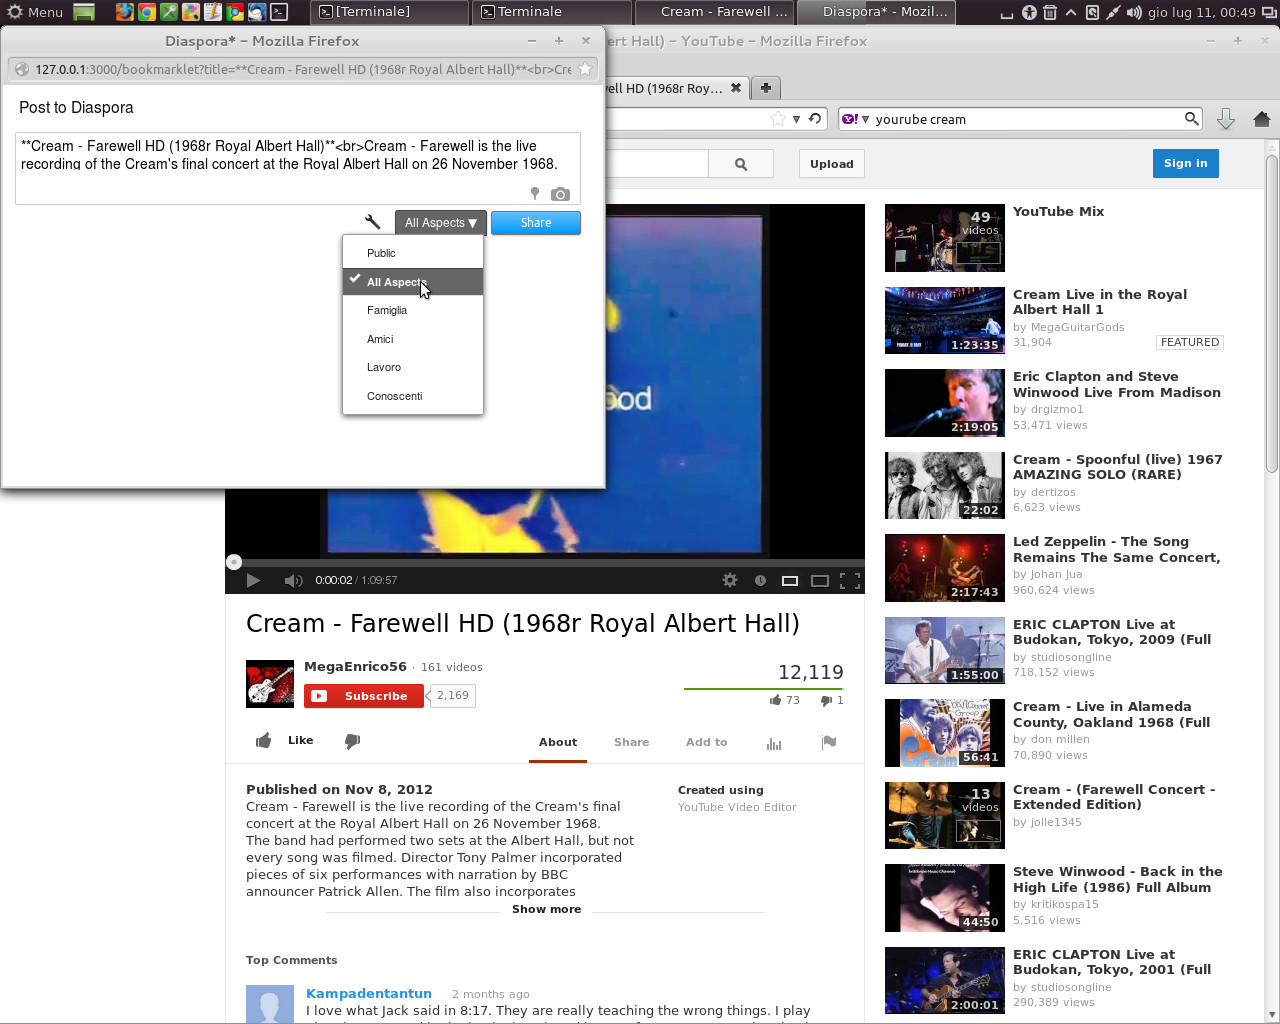 Menu
[Terminale]
Terminale
Cream - Farewell ...
Diaspora* - Mozil...
gio lug 11, 00:49
Diaspora* - Mozilla Firefox
ert Hall) - YouTube - Mozilla Firefox
127.0.0.1:3000/bookmarklet?title=**Cream - Farewell HD (1968r Royal Albert Hall)**<br>Cre
ell HD (1968r Roy...
Post to Diaspora
yourube cream
**Cream - Farewell HD (1968r Royal Albert Hall)**<br>Cream - Farewell is the live
recording of the Cream's final concert at the Royal Albert Hall on 26 November 1968.
Upload
Sign in
All Aspects ▼
Share
Public
All Aspects
Famiglia
Amici
Lavoro
Conoscenti
ood
0:00:02 / 1:09:57
Cream - Farewell HD (1968r Royal Albert Hall)
MegaEnrico56 · 161 videos
Subscribe
2,169
12,119
73
1
Like
About
Share
Add to
Published on Nov 8, 2012
Cream - Farewell is the live recording of the Cream's final
concert at the Royal Albert Hall on 26 November 1968.
The band had performed two sets at the Albert Hall, but not
every song was filmed. Director Tony Palmer incorporated
pieces of six performances with narration by BBC
announcer Patrick Allen. The film also incorporates
Created using
YouTube Video Editor
Show more
Top Comments
Kampadentantun 2 months ago
I love what Jack said in 8:17. They are really teaching the wrong things. I play
49
videos
YouTube Mix
1:23:35
Cream Live in the Royal
Albert Hall 1
by MegaGuitarGods
31,904
FEATURED
2:19:05
Eric Clapton and Steve
Winwood Live From Madison
by drgizmo1
53,471 views
22:02
Cream - Spoonful (live) 1967
AMAZING SOLO (RARE)
by dertizos
6,623 views
2:17:43
Led Zeppelin - The Song
Remains The Same Concert,
by Johan Jua
960,624 views
1:55:00
ERIC CLAPTON Live at
Budokan, Tokyo, 2009 (Full
by studiosongline
718,152 views
56:41
Cream - Live in Alameda
County, Oakland 1968 (Full
by don millen
70,890 views
13
videos
Cream - (Farewell Concert -
Extended Edition)
by jolle1345
44:50
Steve Winwood - Back in the
High Life (1986) Full Album
by kritikospa15
5,516 views
2:00:01
ERIC CLAPTON Live at
Budokan, Tokyo, 2001 (Full
by studiosongline
290,389 views